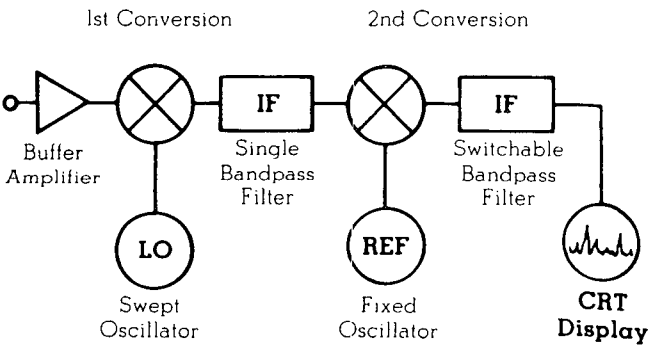 1st Conversion
2nd Conversion
IF
IF
Buffer
Amplifier
Single
Bandpass
Filter
Switchable
Bandpass
Filter
LO
REF
Swept
Oscillator
Fixed
Oscillator
CRT
Display